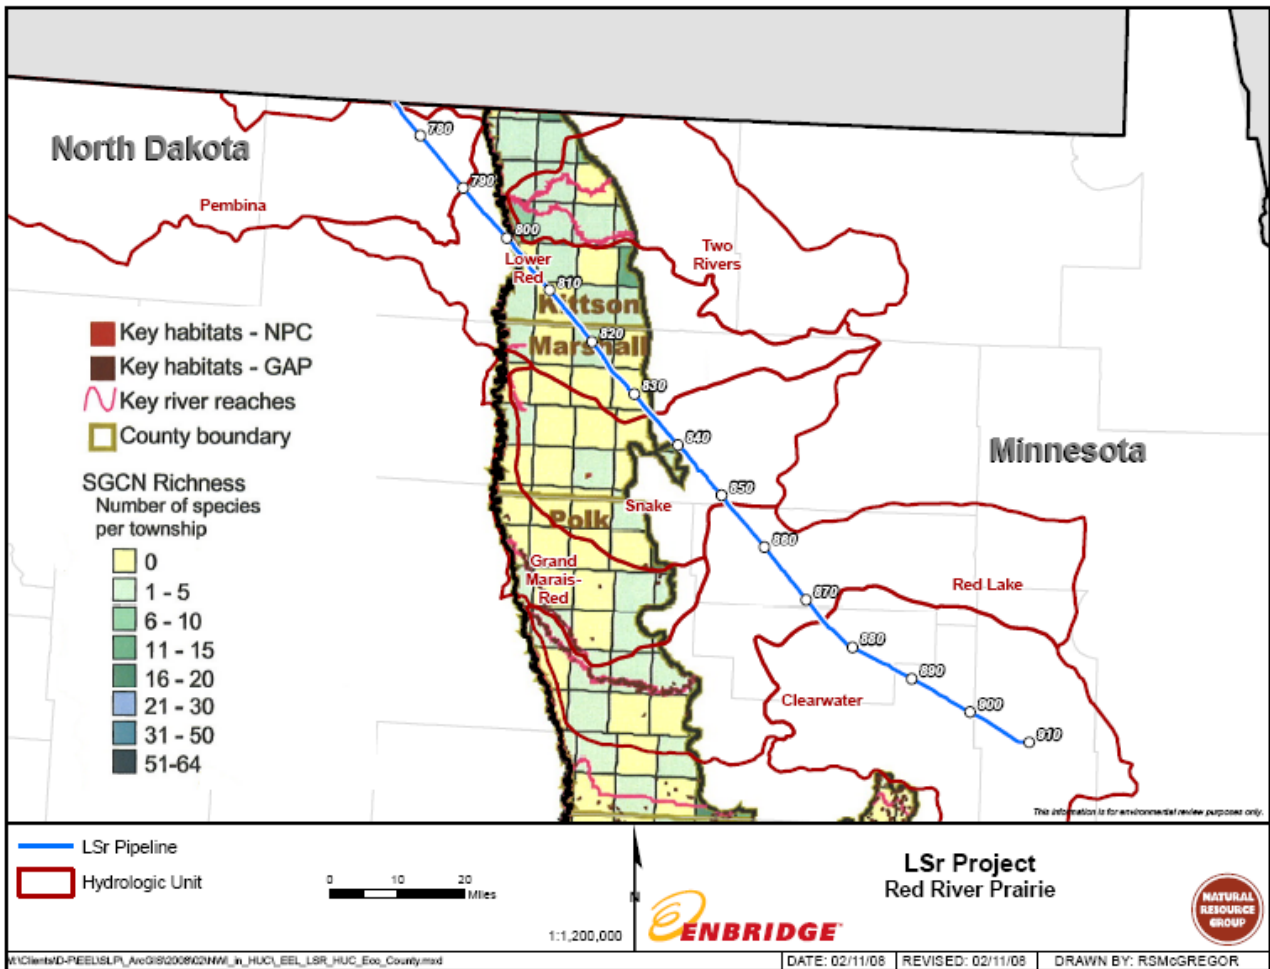 North Dakota
780
790
Pembina
800
Lower
Red
Two
Rivers
810
Kittson
820
Marshall
830
840
Minnesota
850
Snake
Polk
880
Grand
Marais-
Red
870
Red Lake
880
890
Clearwater
900
910
Key habitats - NPC
Key habitats - GAP
Key river reaches
County boundary
SGCN Richness
Number of species
per township
0
1 - 5
6 - 10
11 - 15
16 - 20
21 - 30
31 - 50
51-64
This information is for environmental review purposes only.
LSr Pipeline
Hydrologic Unit
0 10 20
Miles
N
1:1,200,000
ENBRIDGE
LSr Project
Red River Prairie
NATURAL
RESOURCE
GROUP
DATE: 02/11/08
REVISED: 02/11/08
DRAWN BY: RSMcGREGOR